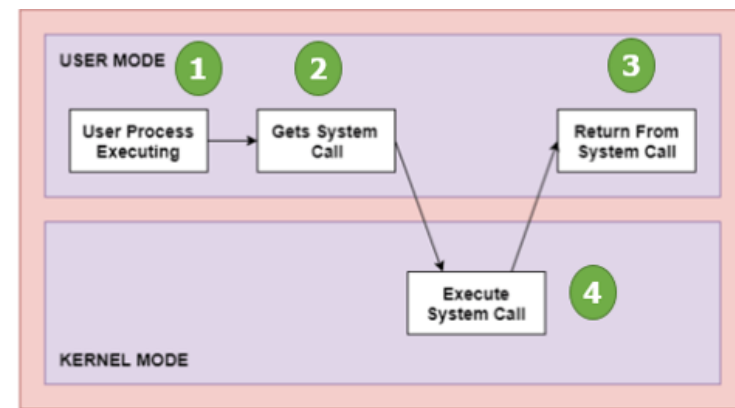 USER MODE
1
2
3
User Process
Executing
Gets System
Call
Return From
System Call
Execute
System Call
4
KERNEL MODE